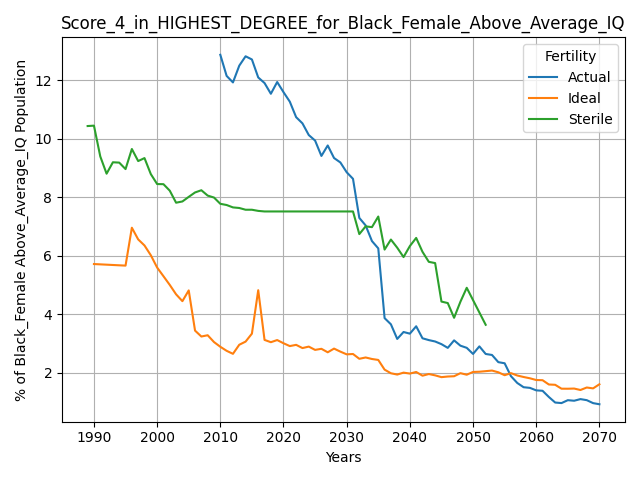 Score_4_in_HIGHEST_DEGREE_for_Black_Female_Above_Average_IQ
% of Black_Female Above_Average_IQ Population
12
10
8
6
4
2
Fertility
Actual
Ideal
Sterile
1990 2000 2010 2020 2030 2040 2050 2060 2070
Years